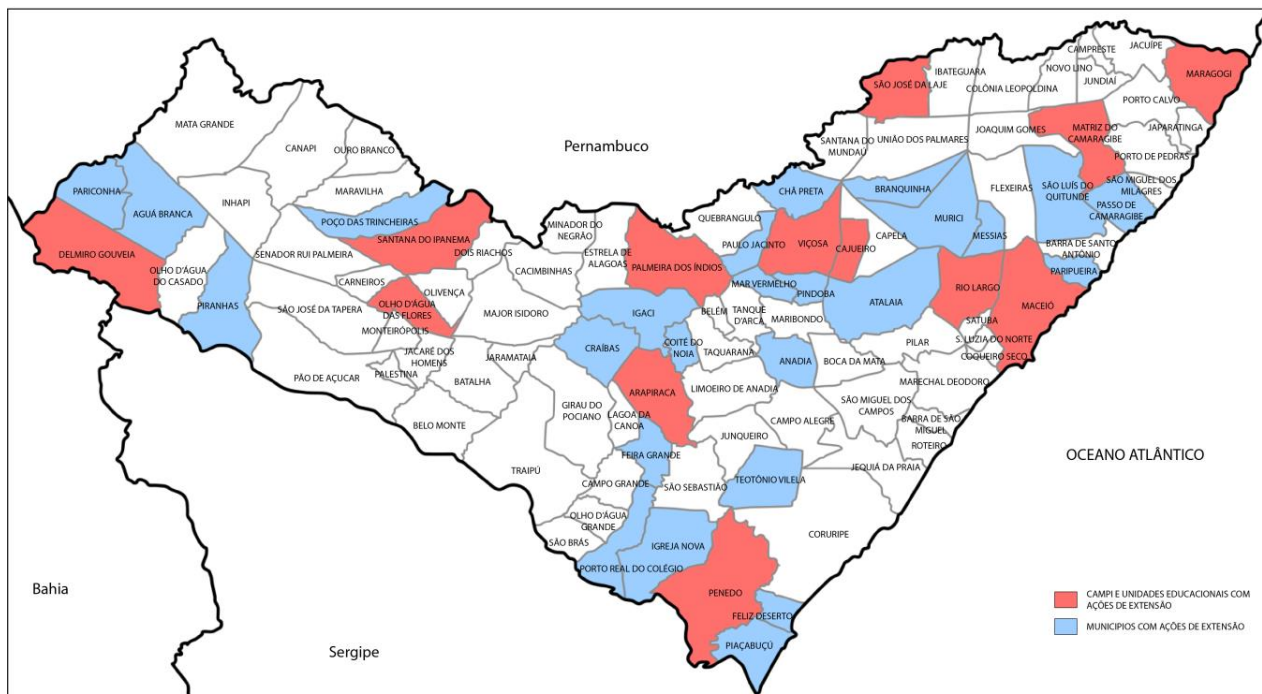 JACUÍPE
CAMPRESTE
IBATEGUARA
NOVO LINO
MARAGOGI
SÃO JOSÉ DA LAJE
COLÔNIA LEOPOLDINA
JUNDIAÍ
PORTO CALVO
MATA GRANDE
CANAPI
OURO BRANCO
Pernambuco
SANTANA DO
MUNDAÚ
UNIÃO DOS PALMARES
JOAQUIM GOMES
MATRIZ DO
CAMARAGIBE
JAPARATINGA
PORTO DE PEDRAS
PARICONHA
MARAVILHA
CHÃ PRETA
BRANQUINHA
FLEXEIRAS
SÃO LUÍS DO
QUITUNDE
SÃO MIGUEL DOS
MILAGRES
AGUÁ BRANCA
INHAPI
POÇO DAS TRINCHEIRAS
MINADOR DO
NEGRÃO
QUEBRANGULO
MURICI
PASSO DE
CAMARAGIBE
DELMIRO GOUVEIA
SENADOR RUI PALMEIRA
SANTANA DO IPANEMA
DOIS RIACHOS
ESTRELA DE
ALAGOAS
PAULO JACINTO
VIÇOSA
CAJUEIRO
CAPELA
MESSIAS
BARRA DE SANTO
ANTÔNIO
OLHO D'ÁGUA
DO CASADO
CACIMBINHAS
PALMEIRA DOS ÍNDIOS
PARIPUEIRA
PIRANHAS
CARNEIROS
OLIVENÇA
MAR VERMELHO
PINDOBA
ATALAIA
RIO LARGO
MACEIÓ
SÃO JOSÉ DA TAPERA
OLHO D'ÁGUA
DAS FLORES
MAJOR ISIDORO
IGACI
BELÉM
TANQUE
D'ARCA
MARIBONDO
SATUBA
MONTEIRÓPOLIS
CRAÍBAS
COITÉ DO
NOIA
TAQUARANA
ANADIA
BOCA DA MATA
PILAR
S. LUZIA DO NORTE
COQUEIRO SECO
PÃO DE AÇUCAR
PALESTINA
JACARÉ DOS
HOMENS
JARAMATAIA
BATALHA
ARAPIRACA
LIMOEIRO DE ANADIA
MARECHAL DEODORO
BELO MONTE
GIRAU DO
POCIANO
LAGOA DA
CANOA
CAMPO ALEGRE
SÃO MIGUEL DOS
CAMPOS
BARRA DE SÃO
MIGUEL
ROTEIRO
JUNQUEIRO
TRAIPÚ
FEIRA GRANDE
JEQUIÁ DA PRAIA
OCEANO ATLÂNTICO
CAMPO GRANDE
SÃO SEBASTIÃO
TEOTÔNIO VILELA
OLHO D'ÁGUA
GRANDE
SÃO BRÁS
IGREJA NOVA
CORURIPE
PORTO REAL DO COLÉGIO
Bahia
PENEDO
FELIZ DESERTO
CAMPI E UNIDADES EDUCACIONAIS COM
AÇÕES DE EXTENSÃO
MUNICIPIOS COM AÇÕES DE EXTENSÃO
PIAÇABUÇÚ
Sergipe